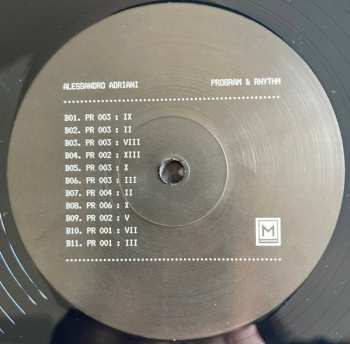 ALESSANDRO ADRIANI PROGRAM & RHYTHM
B01. PR 003 : IX
B02. PR 003 : II
B03. PR 003 : VIII
B04. PR 002 : XIII
B05. PR 003 : X
B06. PR 003 : III
B07. PR 004 : II
B08. PR 006 : X
B09. PR 002 : V
B10. PR 001 : VII
B11. PR 001 : III
M